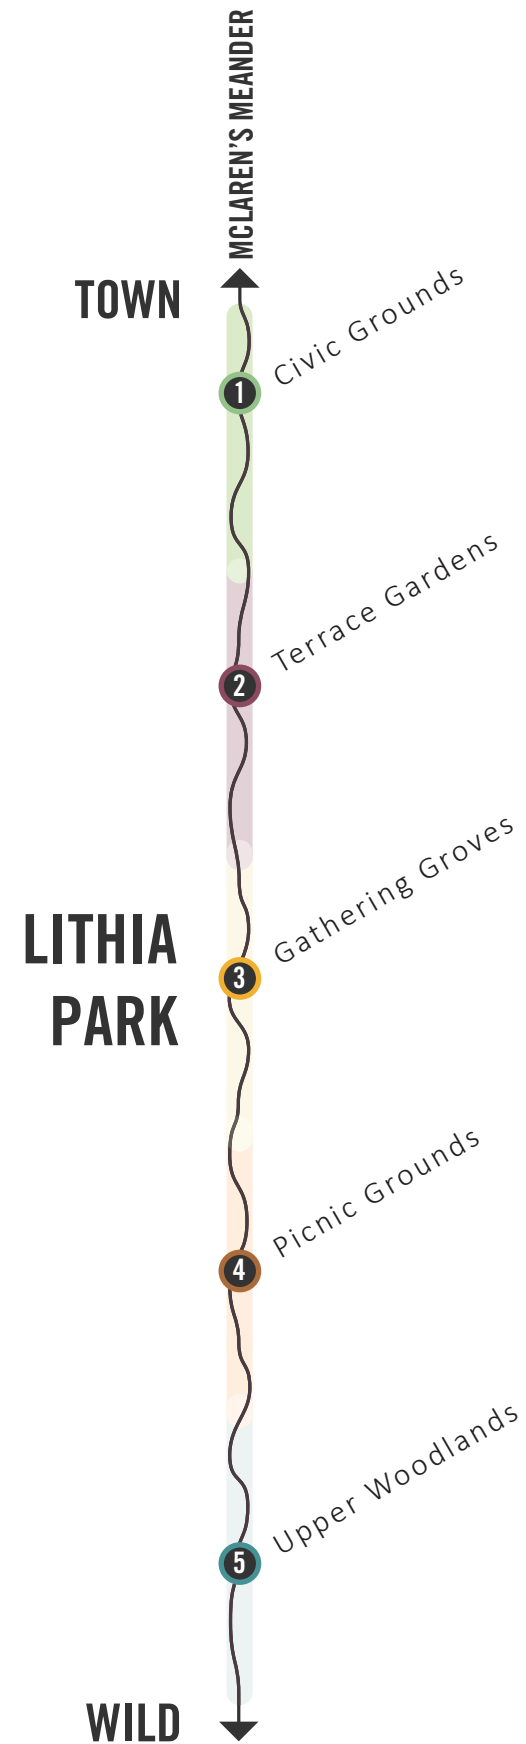 MCLAREN'S MEANDER
TOWN
Civic Grounds
1
Terrace Gardens
2
Gathering Groves
LITHIA
PARK
3
Picnic Grounds
4
Upper Woodlands
5
WILD